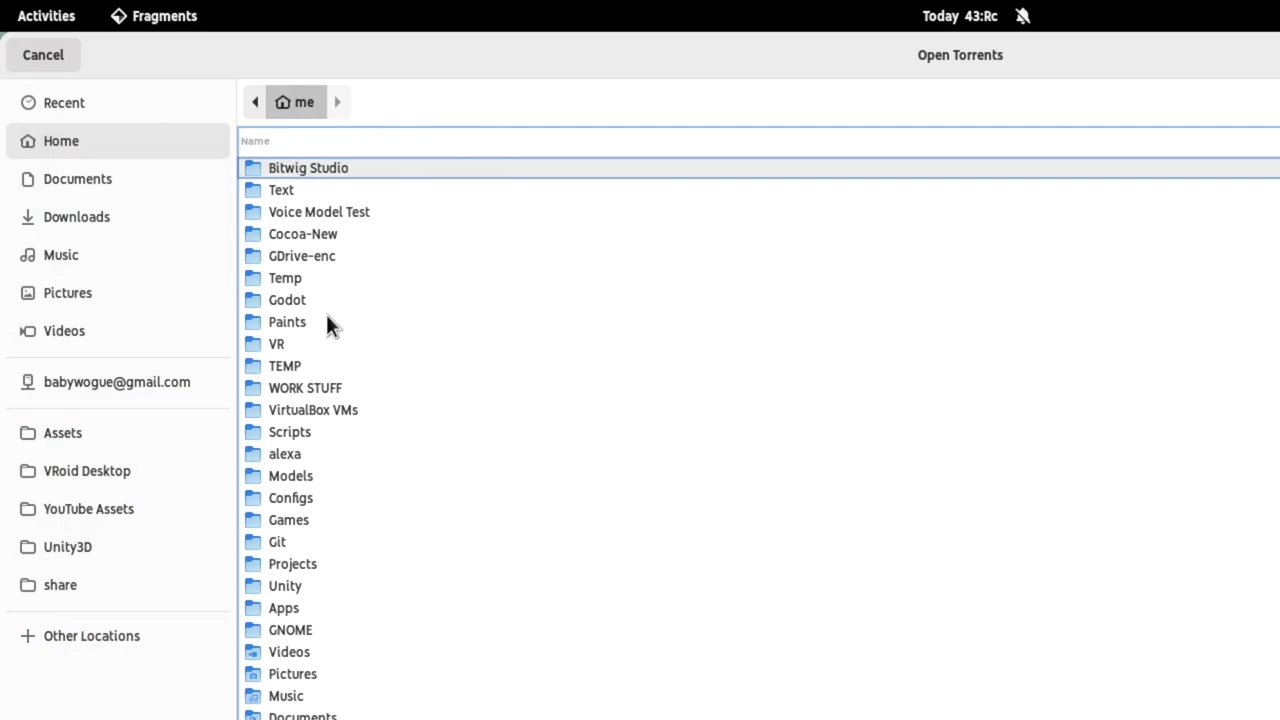 Activities Fragments Today 43:Rc
Cancel Open Torrents
Recent
Home
Documents
Downloads
Music
Pictures
Videos
babywogue@gmail.com
Assets
VRoid Desktop
YouTube Assets
Unity3D
share
Other Locations
me
Name
Bitwig Studio
Text
Voice Model Test
Cocoa-New
GDrive-enc
Temp
Godot
Paints
VR
TEMP
WORK STUFF
VirtualBox VMs
Scripts
alexa
Models
Configs
Games
Git
Projects
Unity
Apps
GNOME
Videos
Pictures
Music
Documents